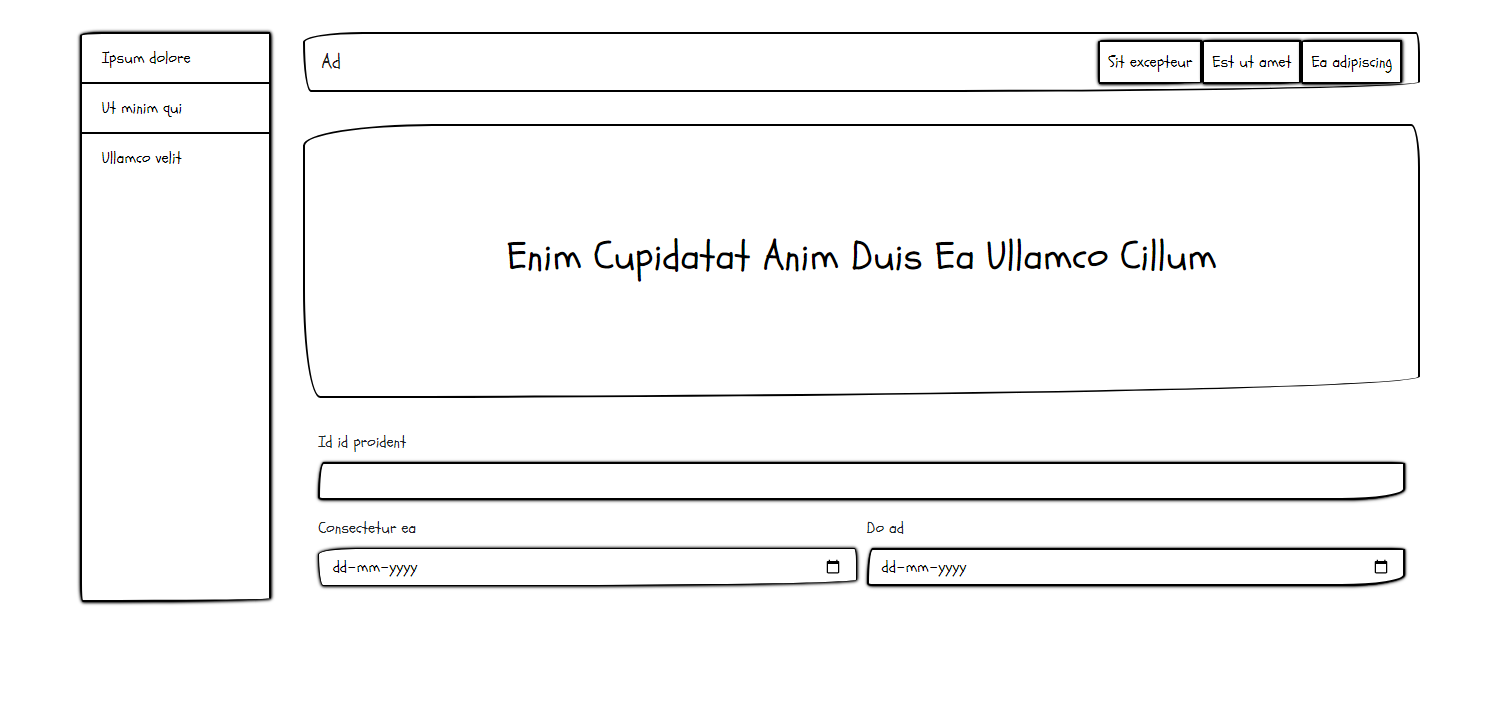 Ipsum dolore
Ut minim qui
Ullamco velit
Ad
Sit excepteur
Est ut amet
Ea adipiscing
Enim Cupidatat Anim Duis Ea Ullamco Cillum
Id id proident
Consectetur ea
dd-mm-yyyy
Do ad
dd-mm-yyyy